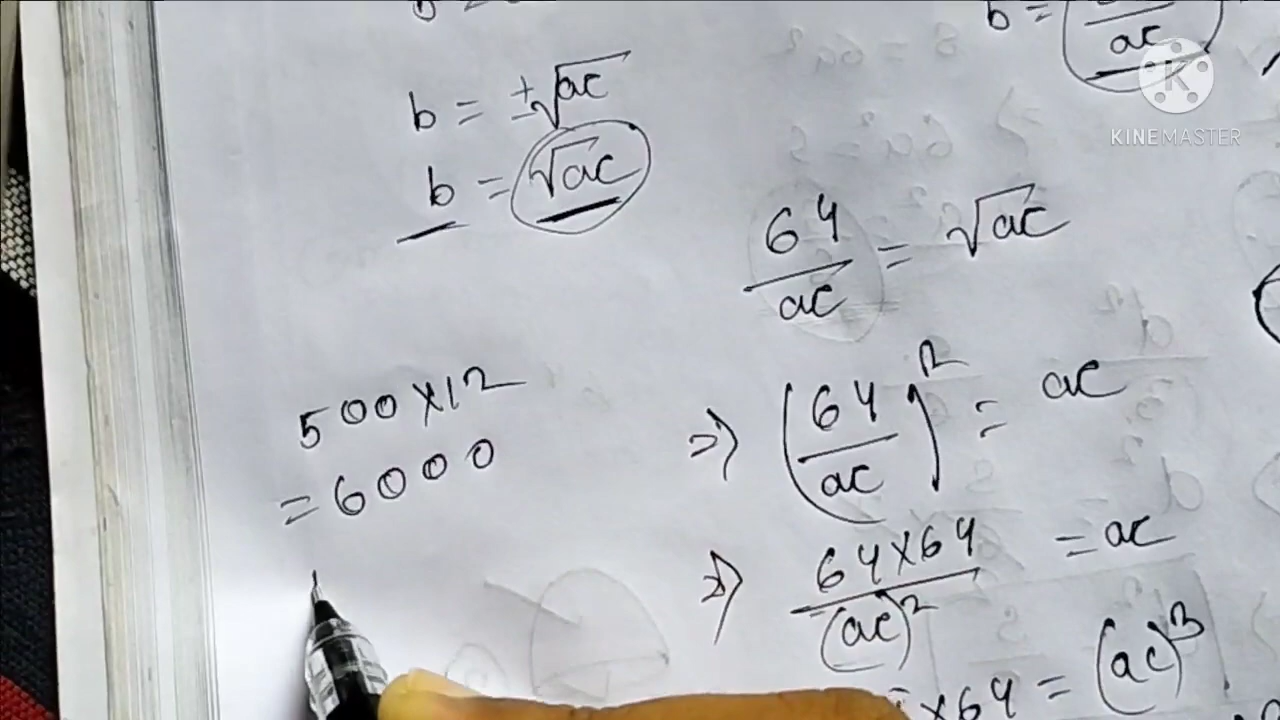 b = ±√ac
b = √ac
b =
ac
KINEMASTER
64/ac = √ac
500×12
= 6000
⇒ (64/ac)² = ac
⇒ 64×64/(ac)² = ac
×64 = (ac)³